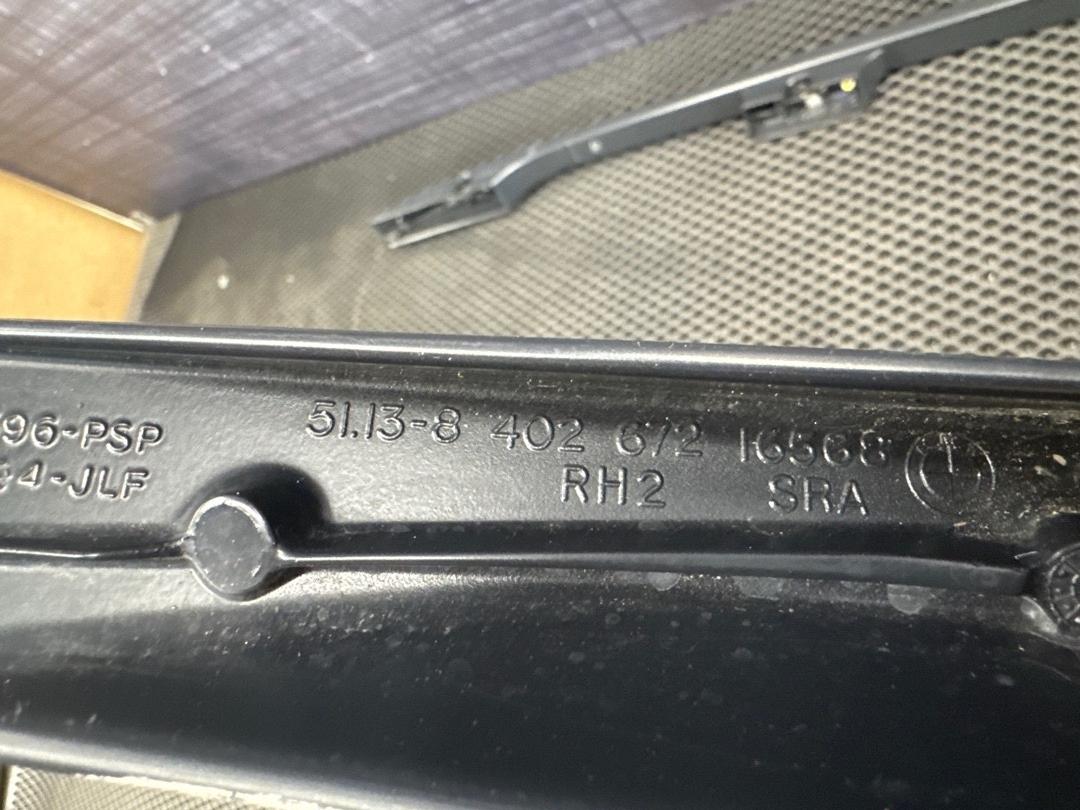 96-PSP
4-JLF
51.13-8 402 672 16568
RH2 SRA